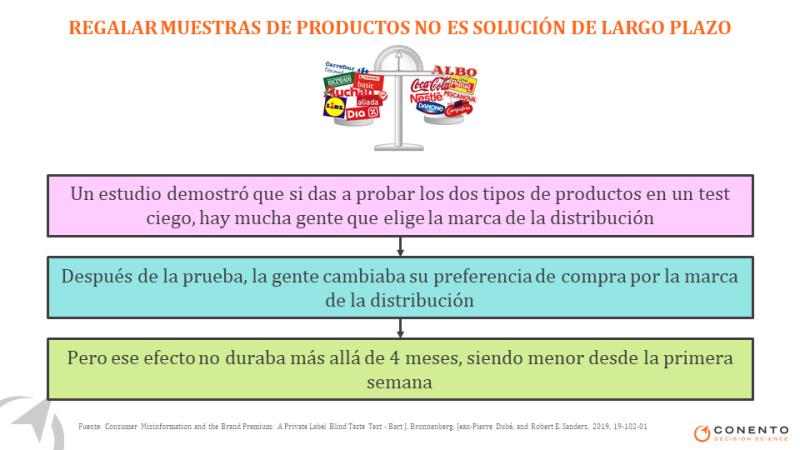 REGALAR MUESTRAS DE PRODUCTOS NO ES SOLUCIÓN DE LARGO PLAZO
Carrefour
HACENDADO
basic
Auchan
aliada
LiDL
Dia %
ALBO
Coca-Cola
PESCANOVA
Nestlé
DANONE
Campofrío
Un estudio demostró que si das a probar los dos tipos de productos en un test
ciego, hay mucha gente que elige la marca de la distribución
Después de la prueba, la gente cambiaba su preferencia de compra por la marca
de la distribución
Pero ese efecto no duraba más allá de 4 meses, siendo menor desde la primera
semana
Fuente: Consumer Misinformation and the Brand Premium: A Private Label Blind Taste Test - Bart J. Bronnenberg, Jean-Pierre Dubé, and Robert E. Sanders, 2019, 19-102-01
CONENTO
DECISION SCIENCE